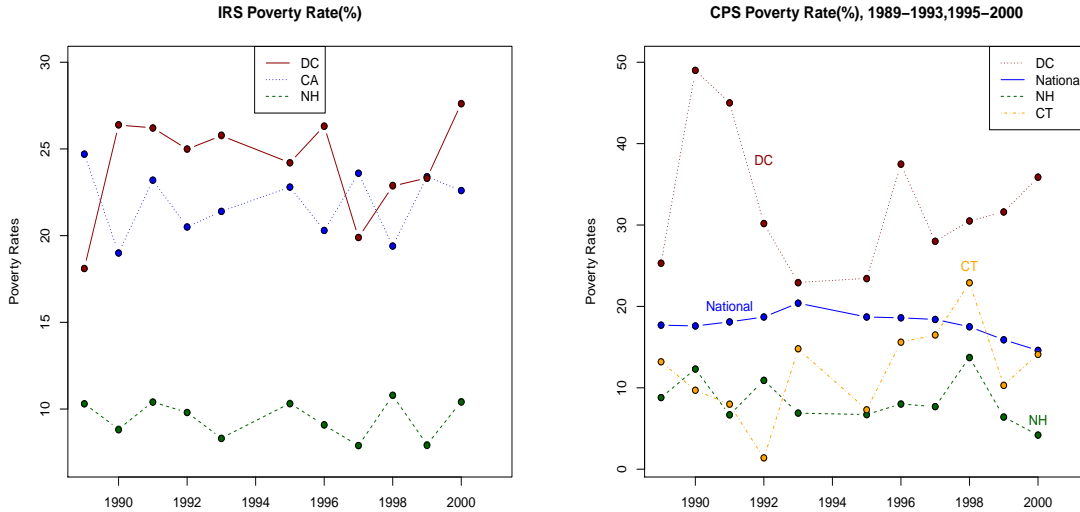 IRS Poverty Rate(%)
DC
CA
NH
Poverty Rates
30
25
20
15
10
1990 1992 1994 1996 1998 2000
CPS Poverty Rate(%), 1989−1993,1995−2000
DC
National
NH
CT
DC
National
CT
NH
Poverty Rates
50
40
30
20
10
0
1990 1992 1994 1996 1998 2000